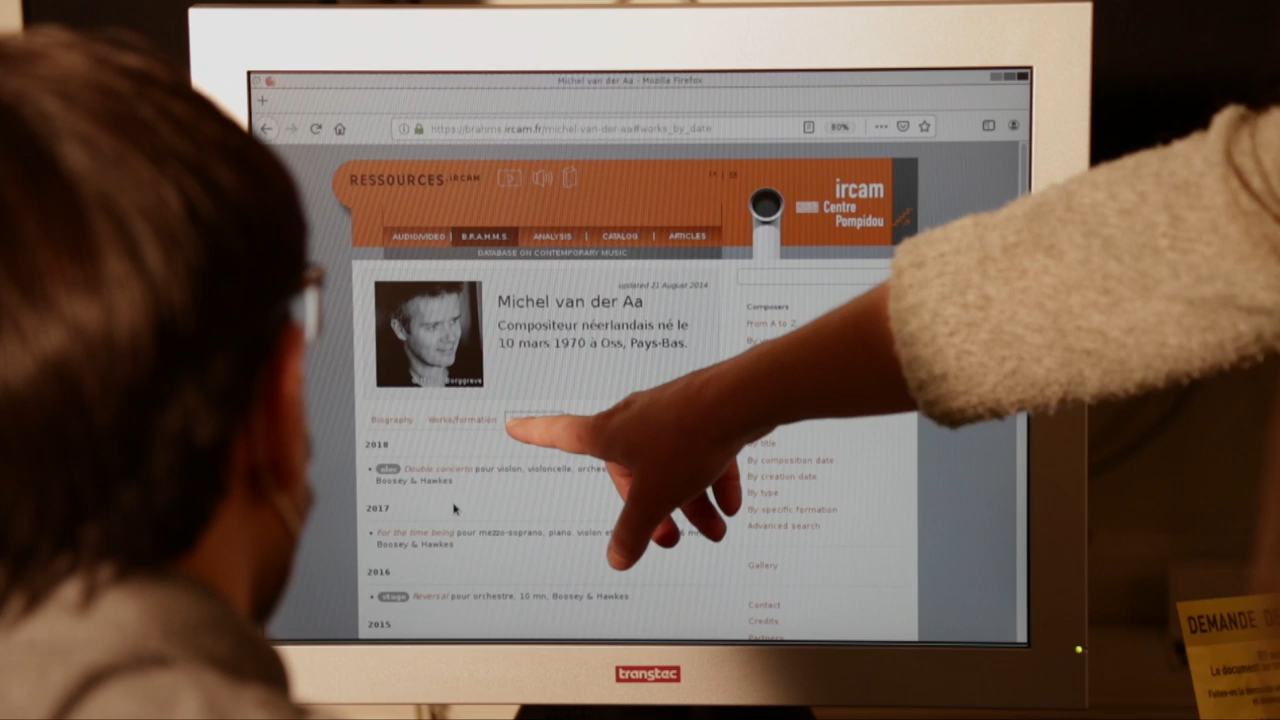 Michel van der Aa - Mozilla Firefox
https://brahms.ircam.fr/michel-van-der-aa#works_by_date
80%
RESSOURCES.IRCAM
ircam
Centre
Pompidou
AUDIO/VIDEO | B.R.A.H.M.S. ANALYSIS | CATALOG | ARTICLES
DATABASE ON CONTEMPORARY MUSIC
updated 21 August 2014
Michel van der Aa
Compositeur néerlandais né le
10 mars 1970 à Oss, Pays-Bas.
Borggreve
Composers
From A to Z
Biography Works/formation
2018
• elec Double concerto pour violon, violoncelle,
Boosey & Hawkes
2017
• For the time being pour mezzo-soprano, piano, violon
Boosey & Hawkes
2016
• stage Reversal pour orchestre, 10 mn, Boosey & Hawkes
2015
By title
By composition date
By creation date
By type
By specific formation
Advanced search
Gallery
Contact
Credits
Partners
transtec
DEMANDE
Le document